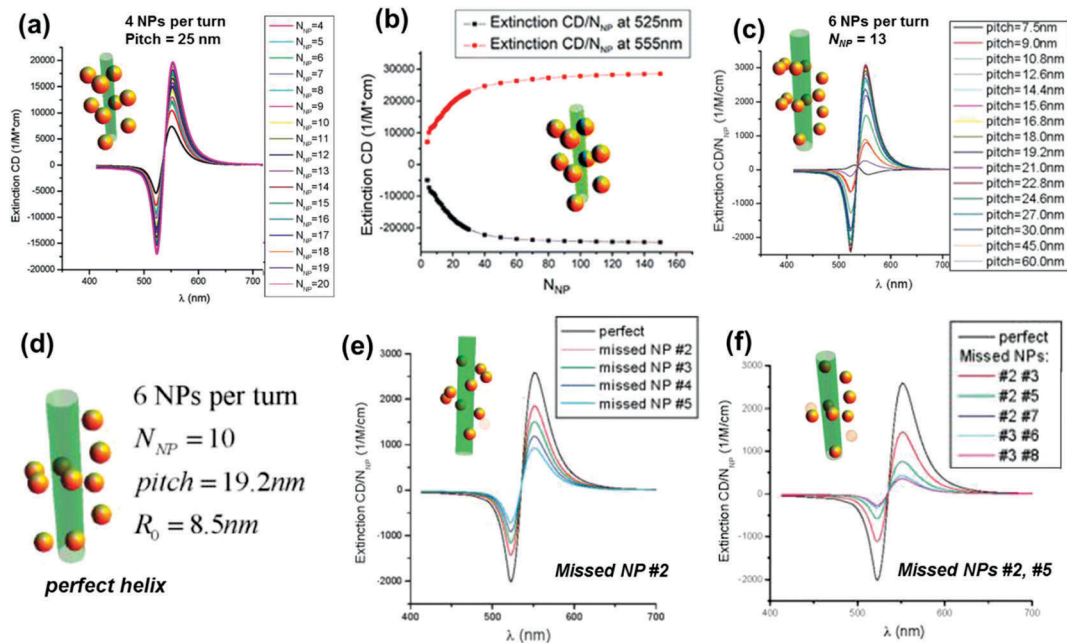 (a)
4 NPs per turn
Pitch = 25 nm
Extinction CD (1/M*cm)
20000
15000
10000
5000
0
-5000
-10000
-15000
-20000
400 500 600 700
λ (nm)
N_NP=4
N_NP=5
N_NP=6
N_NP=7
N_NP=8
N_NP=9
N_NP=10
N_NP=11
N_NP=12
N_NP=13
N_NP=14
N_NP=15
N_NP=16
N_NP=17
N_NP=18
N_NP=19
N_NP=20
(b)
Extinction CD/N_NP at 525nm
Extinction CD/N_NP at 555nm
Extinction CD (1/M*cm)
30000
20000
10000
0
-10000
-20000
0 20 40 60 80 100 120 140 160
N_NP
(c)
6 NPs per turn
N_NP = 13
Extinction CD/N_NP (1/M/cm)
3000
2000
1000
0
-1000
-2000
400 500 600 700
λ (nm)
pitch=7.5nm
pitch=9.0nm
pitch=10.8nm
pitch=12.6nm
pitch=14.4nm
pitch=15.6nm
pitch=16.8nm
pitch=18.0nm
pitch=19.2nm
pitch=21.0nm
pitch=22.8nm
pitch=24.6nm
pitch=27.0nm
pitch=30.0nm
pitch=45.0nm
pitch=60.0nm
(d)
6 NPs per turn
N_NP = 10
pitch = 19.2nm
R_0 = 8.5nm
perfect helix
(e)
perfect
missed NP #2
missed NP #3
missed NP #4
missed NP #5
Extinction CD/N_NP (1/M/cm)
3000
2000
1000
0
-1000
-2000
400 500 600 700
λ (nm)
Missed NP #2
(f)
perfect
Missed NPs:
#2 #3
#2 #5
#2 #7
#3 #6
#3 #8
Extinction CD/N_NP (1/M/cm)
3000
2000
1000
0
-1000
-2000
400 500 600 700
λ (nm)
Missed NPs #2, #5